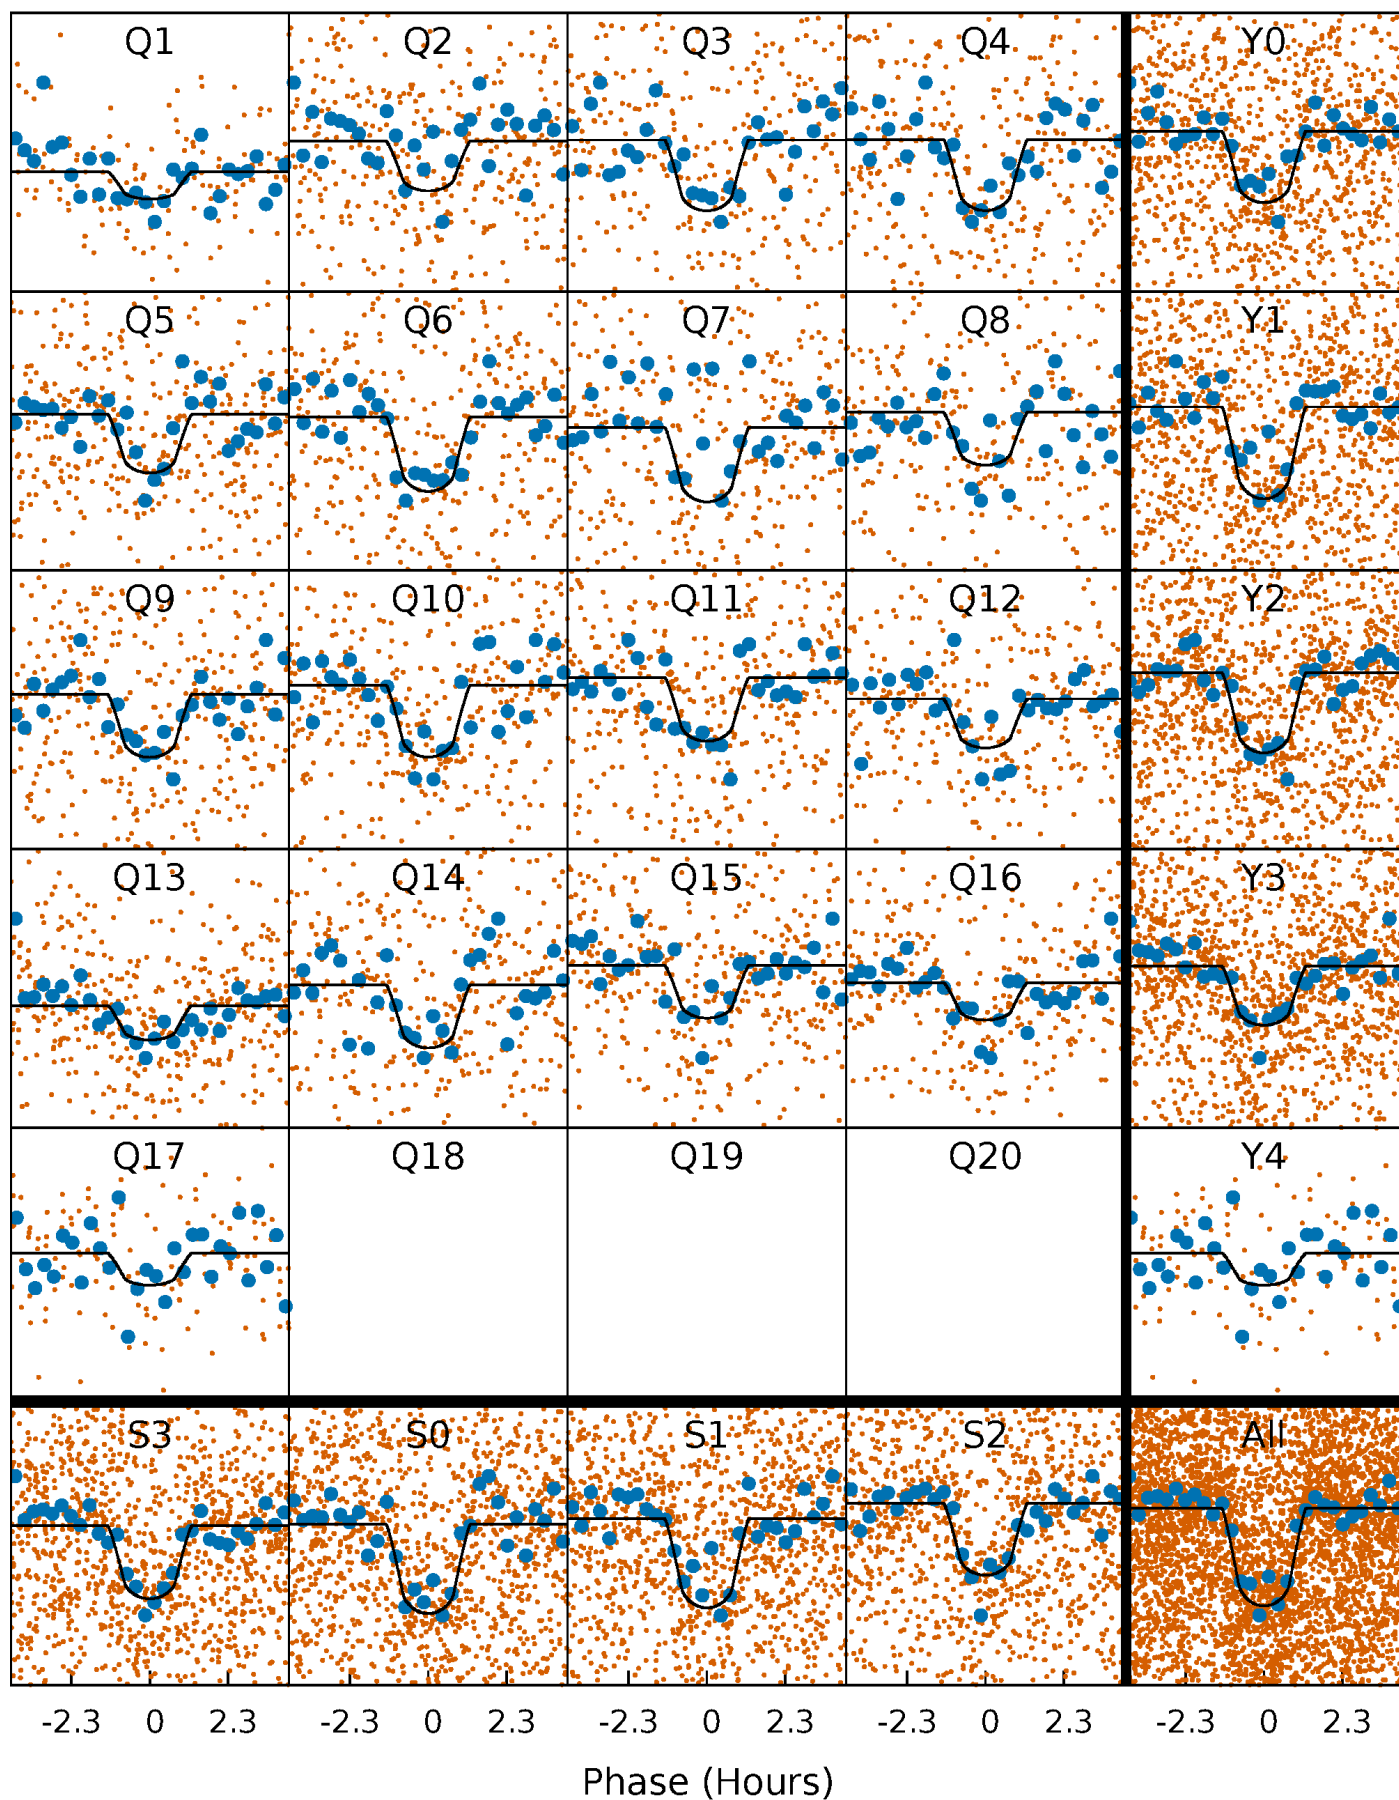 Q1 Q2 Q3 Q4 Y0
Q5 Q6 Q7 Q8 Y1
Q9 Q10 Q11 Q12 Y2
Q13 Q14 Q15 Q16 Y3
Q17 Q18 Q19 Q20 Y4
S3 S0 S1 S2 All
-2.3 0 2.3 -2.3 0 2.3 -2.3 0 2.3 -2.3 0 2.3 -2.3 0 2.3
Phase (Hours)